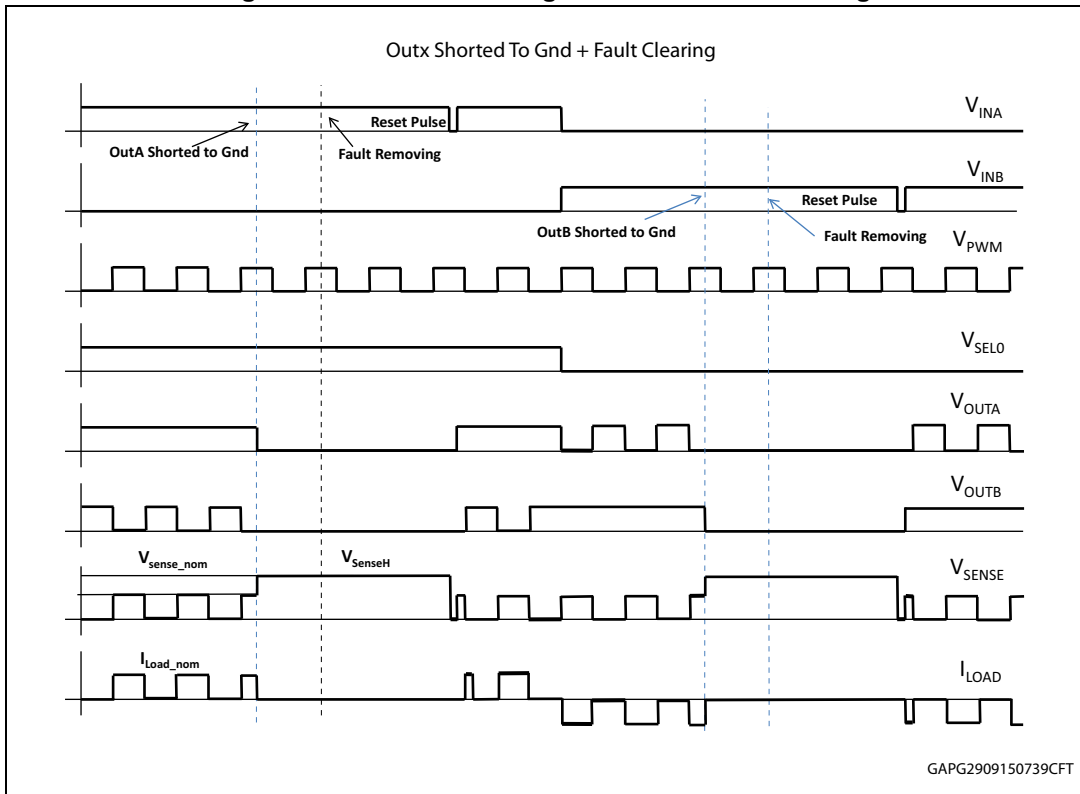 Outx Shorted To Gnd + Fault Clearing
V_INA
Reset Pulse
OutA Shorted to Gnd
Fault Removing
V_INB
Reset Pulse
OutB Shorted to Gnd
Fault Removing
V_PWM
V_SEL0
V_OUTA
V_OUTB
V_sense_nom
V_SenseH
V_SENSE
I_Load_nom
I_LOAD
GAPG2909150739CFT